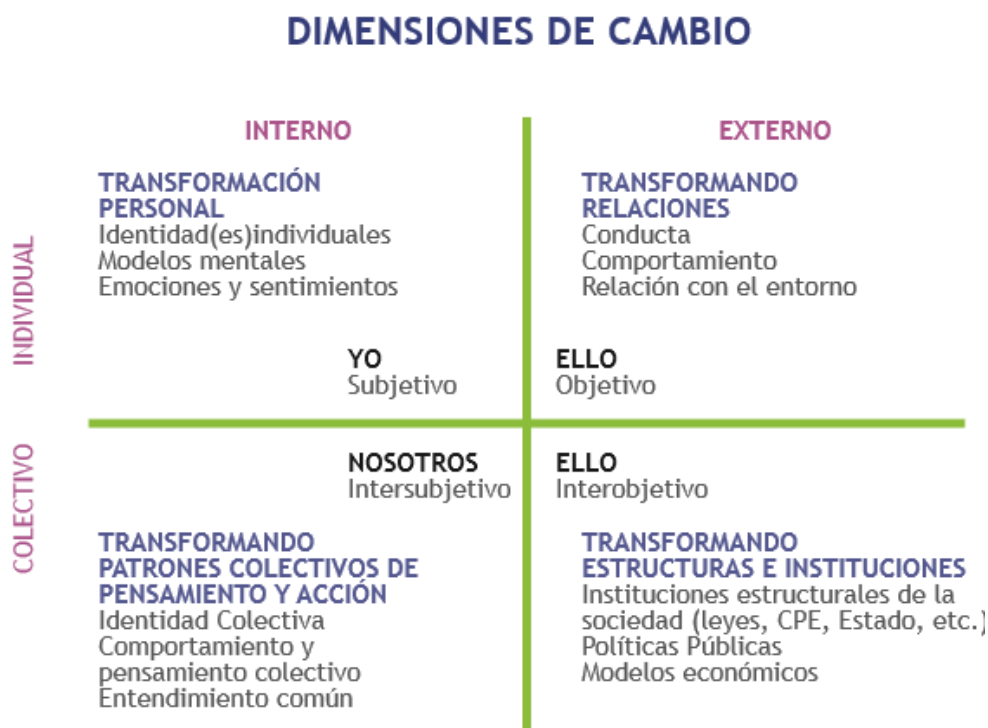 DIMENSIONES DE CAMBIO
INTERNO
EXTERNO
INDIVIDUAL
TRANSFORMACIÓN
PERSONAL
Identidad(es)individuales
Modelos mentales
Emociones y sentimientos
YO
Subjetivo
TRANSFORMANDO
RELACIONES
Conducta
Comportamiento
Relación con el entorno
ELLO
Objetivo
COLECTIVO
NOSOTROS
Intersubjetivo
TRANSFORMANDO
PATRONES COLECTIVOS DE
PENSAMIENTO Y ACCIÓN
Identidad Colectiva
Comportamiento y
pensamiento colectivo
Entendimiento común
ELLO
Interobjetivo
TRANSFORMANDO
ESTRUCTURAS E INSTITUCIONES
Instituciones estructurales de la
sociedad (leyes, CPE, Estado, etc.)
Políticas Públicas
Modelos económicos